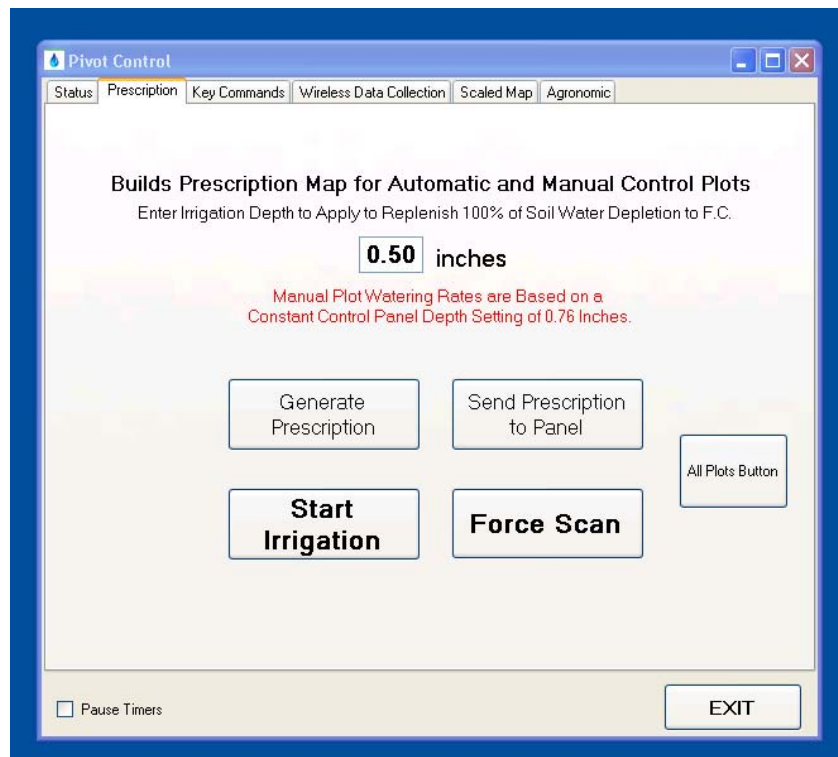 Pivot Control
Status Prescription Key Commands Wireless Data Collection Scaled Map Agronomic
Builds Prescription Map for Automatic and Manual Control Plots
Enter Irrigation Depth to Apply to Replenish 100% of Soil Water Depletion to F.C.
0.50 inches
Manual Plot Watering Rates are Based on a
Constant Control Panel Depth Setting of 0.76 Inches.
Generate
Prescription
Send Prescription
to Panel
All Plots Button
Start
Irrigation
Force Scan
Pause Timers
EXIT